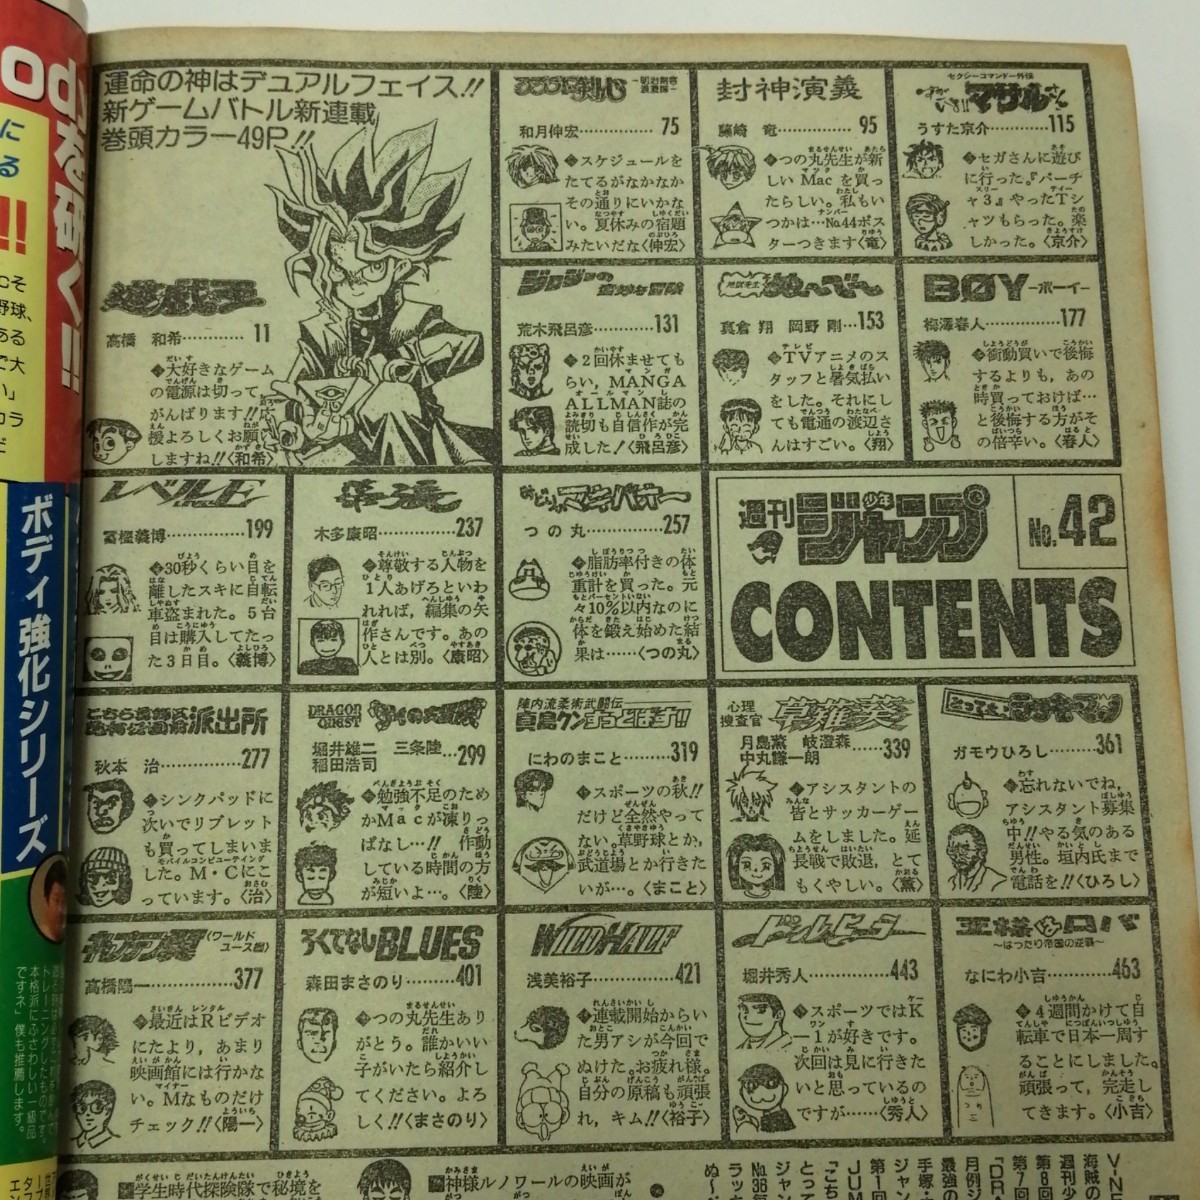 運命の神はデュアルフェイス!!
新ゲームバトル新連載
巻頭カラー49P!!
遊戯王
高橋 和希…………11
大好きなゲーム
の電源は切って
がんばります!!応
援よろしくお願
しますね!!〈和希〉
るろうに剣心
―明治剣客浪漫譚―
和月伸宏…………75
スケジュールを
たてるがなかなか
その通りにいかな
い。夏休みの宿題
みたいだな〈伸宏〉
封神演義
藤崎 竜…………95
つの丸先生が新
しいMacを買っ
たらしい。私もい
つかは…No.44ポス
ターつきます〈竜〉
セクシーコマンドー外伝
すごいよ!!マサルさん
うすた京介………115
セガさんに遊び
に行った。『バーチ
ャ3』やったTシ
ャツもらった。楽
しかった。〈京介〉
ジョジョの
奇妙な冒険
荒木飛呂彦………131
2回休ませても
らい，MANGA
ALLMAN誌の
読切も自信作が完
成した!〈飛呂彦〉
地獄先生ぬ〜べ〜
真倉 翔 岡野 剛…153
TVアニメのス
タッフと暑気払い
をした。それにし
ても電通の渡辺さ
んはすごい。〈翔〉
BØY―ボーイ―
梅澤春人…………177
衝動買いで後悔
するよりも，あの
時買っておけば…
と後悔する方がそ
の倍辛い。〈春人〉
レベルE
冨樫義博…………199
30秒くらい目を
離したスキに自転
車盗まれた。5台
目は購入してたっ
た3日目。〈義博〉
幕張
木多康昭…………237
尊敬する人物を
1人あげろといわ
れれば，編集の矢
作さんです。あの
人とは別。〈康昭〉
みどりのマキバオー
つの丸……………257
脂肪率付きの体
重計を買った。元
々10％以内なのに
体を鍛え始めた結
果は……〈つの丸〉
週刊少年ジャンプ
No.42
CONTENTS
こちら葛飾区
亀有公園前派出所
秋本 治…………277
シンクパッドに
次いでリブレット
も買ってしまいま
した。M・Cにこ
っています。〈治〉
DRAGON QUEST ダイの大冒険
堀井雄二 三条陸
稲田浩司 …299
勉強不足のため
かMacが凍りっ
ぱなし…!! 作動
している時間の方
が短いよ…。〈陸〉
陣内流柔術武闘伝
真島クンすっとばす!!
にわのまこと……319
スポーツの秋!!
だけど全然やって
ない。草野球とか，
武道場とか行きた
いが…。〈まこと〉
心理捜査官 草薙葵
月島薫 岐澄森
中丸謙一朗 …339
アシスタントの
皆とサッカーゲー
ムをしました。延
長戦で敗退，とて
もくやしい。〈薫〉
とっても!ラッキーマン
ガモウひろし……361
忘れないでね，
アシスタント募集
中!!やる気のある
男性。垣内氏まで
電話を!!〈ひろし〉
キャプテン翼〈ワールドユース編〉
高橋陽一…………377
最近はRビデオ
にたより，あまり
映画館には行かな
い。Mなものだけ
チェック!!〈陽一〉
ろくでなしBLUES
森田まさのり……401
つの丸先生あり
がとう。誰かいい
子がいたら紹介し
てください。よろ
しく!!〈まさのり〉
WILD HALF
浅美裕子…………421
連載開始からい
た男アシが今回で
ぬけた。お疲れ様。
自分の原稿も頑張
れ，キム!!〈裕子〉
ドールビーター
堀井秀人…………443
スポーツではK
―1が好きです。
次回は見に行きた
いと思っているの
ですが……〈秀人〉
王様はロバ
〜はったり帝国の逆襲〜
なにわ小吉………463
4週間かけて自
転車で日本一周す
ることにしました。
頑張って，完走し
てきます。〈小吉〉
学生時代探険隊で秘境を
神様ルノワールの映画が
ボディ強化シリーズ